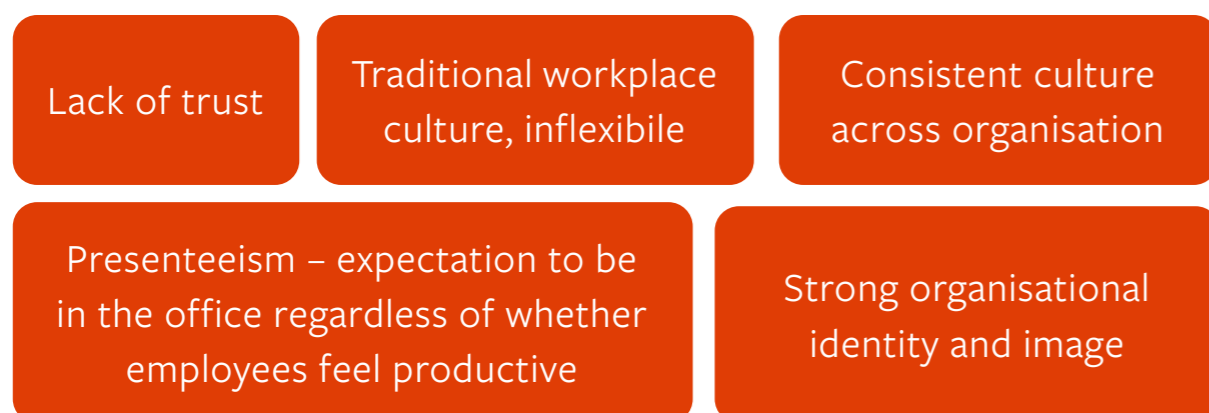 Lack of trust
Traditional workplace
culture, inflexibile
Consistent culture
across organisation
Presenteeism – expectation to be
in the office regardless of whether
employees feel productive
Strong organisational
identity and image